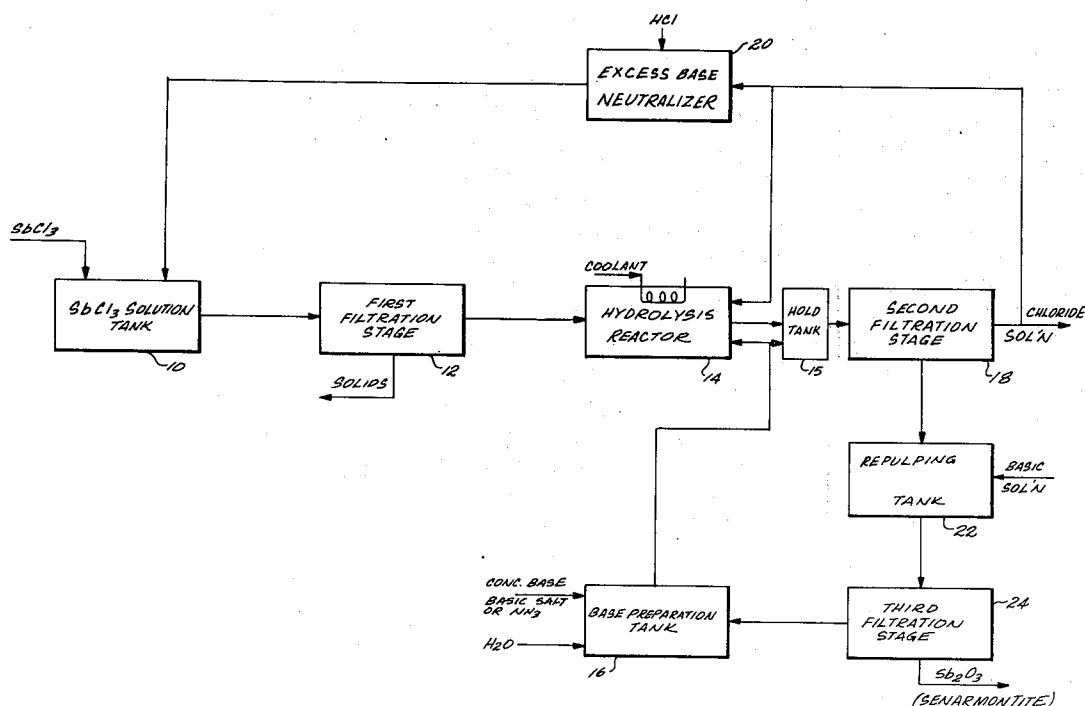 HCl
20
EXCESS BASE
NEUTRALIZER
SbCl3
SbCl3 SOLUTION
TANK
10
FIRST
FILTRATION
STAGE
12
SOLIDS
COOLANT
HYDROLYSIS
REACTOR
14
HOLD
TANK
15
SECOND
FILTRATION
STAGE
18
CHLORIDE
SOL'N
REPULPING
TANK
22
BASIC
SOL'N
CONC. BASE
BASIC SALT
OR NH3
H2O
BASE PREPARATION
TANK
16
THIRD
FILTRATION
STAGE
24
Sb2O3
(SENARMONTITE)